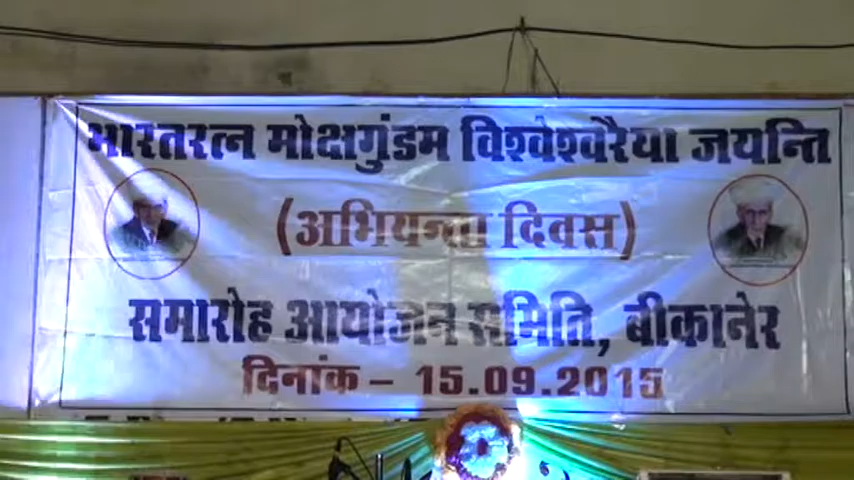 भारतरत्न मोक्षगुंडम विश्वेश्वरैया जयन्ति
(अभियन्ता दिवस)
समारोह आयोजन समिति, बीकानेर
दिनांक – 15.09.2015